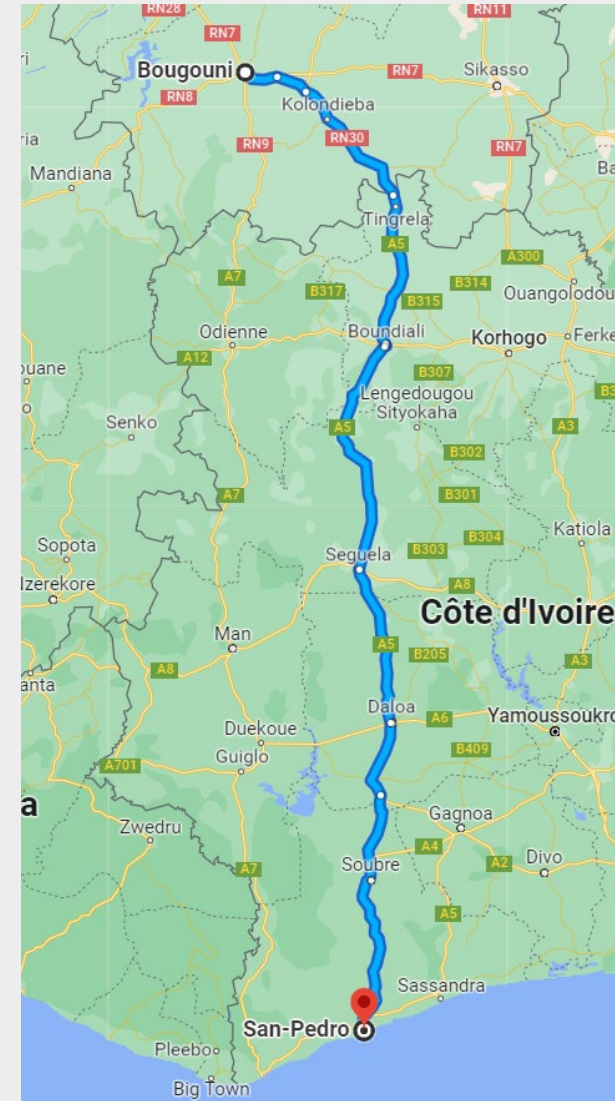 RN28
RN7
RN11
Bougouni
RN7
Sikasso
RN8
Kolondieba
RN9
RN30
RN7
Mandiana
Ba
Tingrela
A5
A300
A7
B317
B314
B315
Ouangolodou
Odienne
Boundiali
Korhogo
Ferke
A12
B307
ouane
Lengedougou
Sityokaha
Senko
A5
A3
B302
A7
B301
Katiola
Sopota
B304
Seguela
B303
A8
Nzerekore
Côte d'Ivoire
Man
A5
B205
A3
A8
anta
Daloa
A6
Yamoussoukro
Duekoue
Guiglo
B409
A701
a
Zwedru
Gagnoa
A4
A2
Divo
A7
Soubre
A5
Sassandra
San-Pedro
Pleebo
Big Town